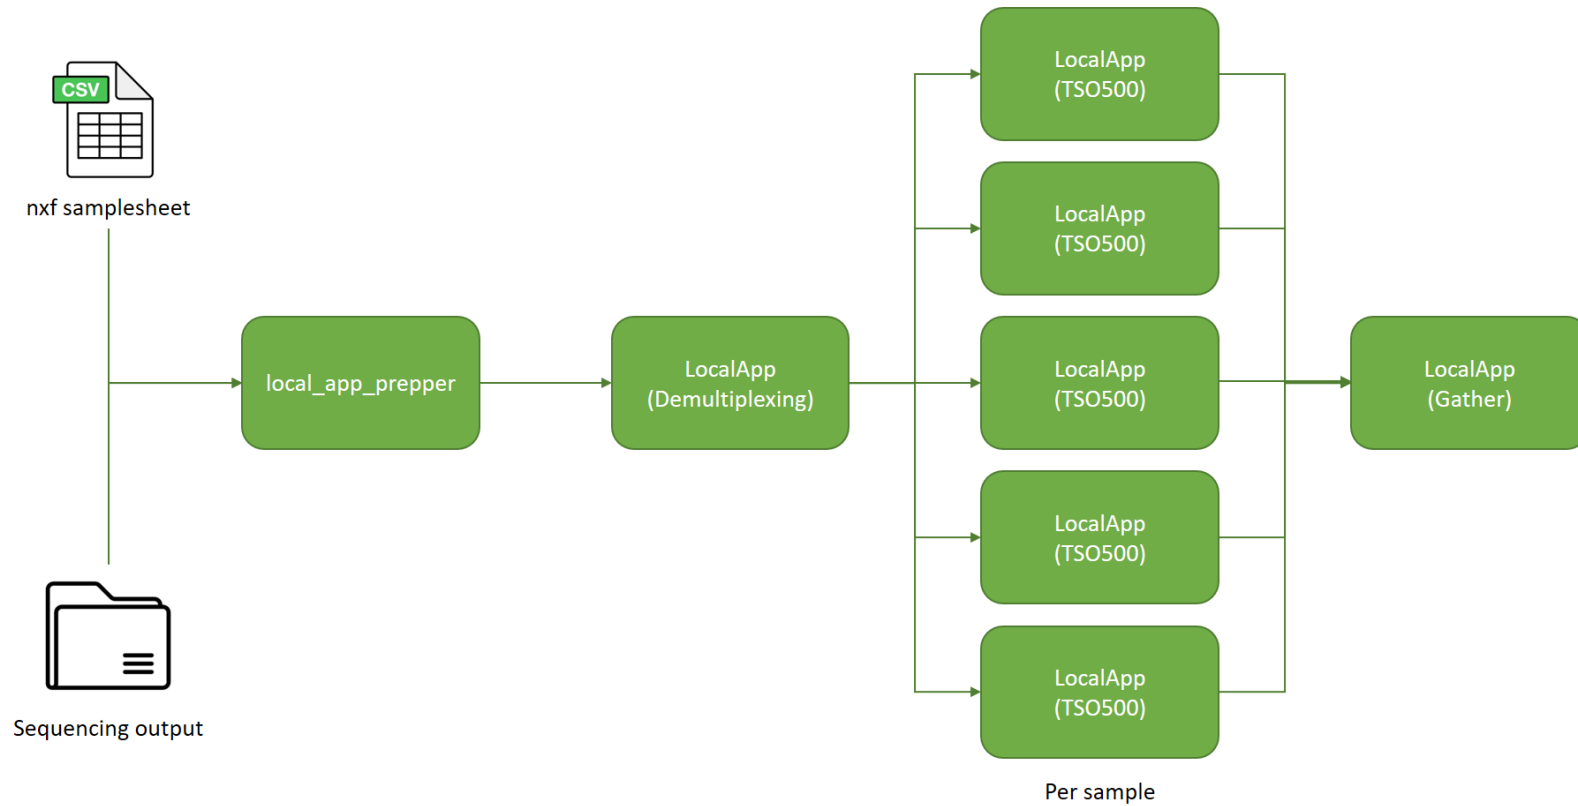 CSV
nxf samplesheet
Sequencing output
local_app_prepper
LocalApp
(Demultiplexing)
LocalApp
(TSO500)
LocalApp
(TSO500)
LocalApp
(TSO500)
LocalApp
(TSO500)
LocalApp
(TSO500)
Per sample
LocalApp
(Gather)